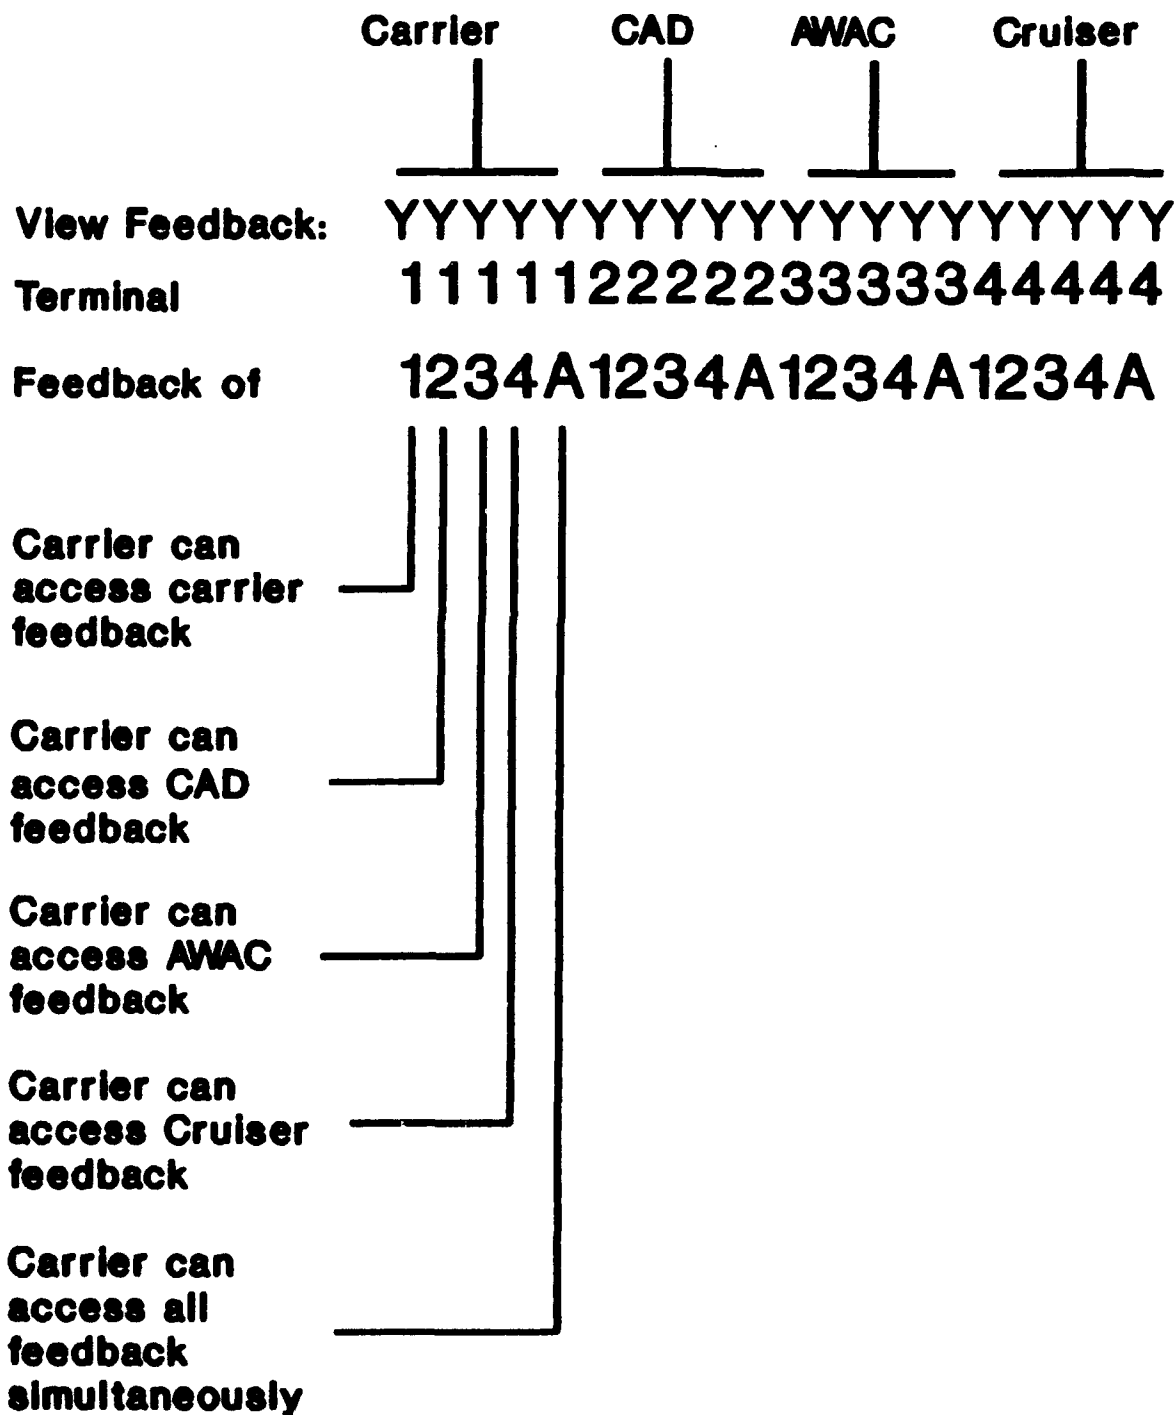 Carrier CAD AWAC Cruiser
View Feedback: YYYYYYYYYYYYYYYYYYYY
Terminal 11111222223333344444
Feedback of 1234A1234A1234A1234A
Carrier can
access carrier
feedback
Carrier can
access CAD
feedback
Carrier can
access AWAC
feedback
Carrier can
access Cruiser
feedback
Carrier can
access all
feedback
simultaneously